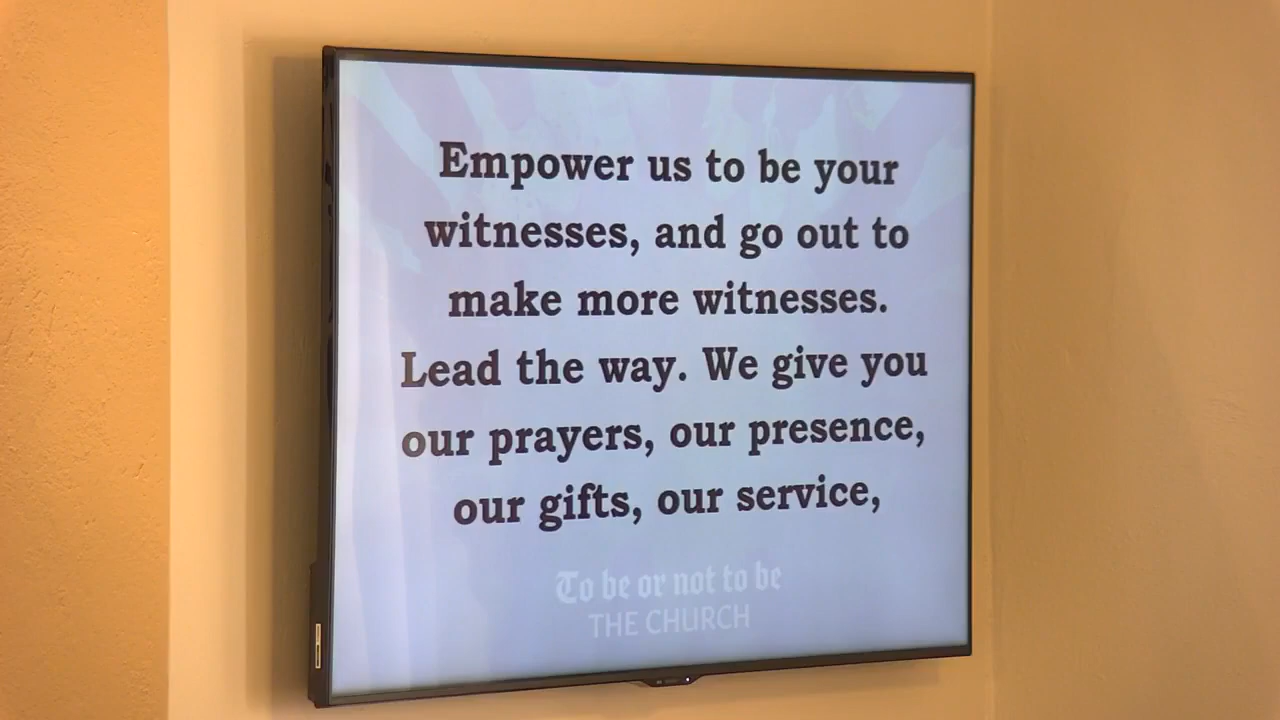 Empower us to be your
witnesses, and go out to
make more witnesses.
Lead the way. We give you
our prayers, our presence,
our gifts, our service,
To be or not to be
THE CHURCH